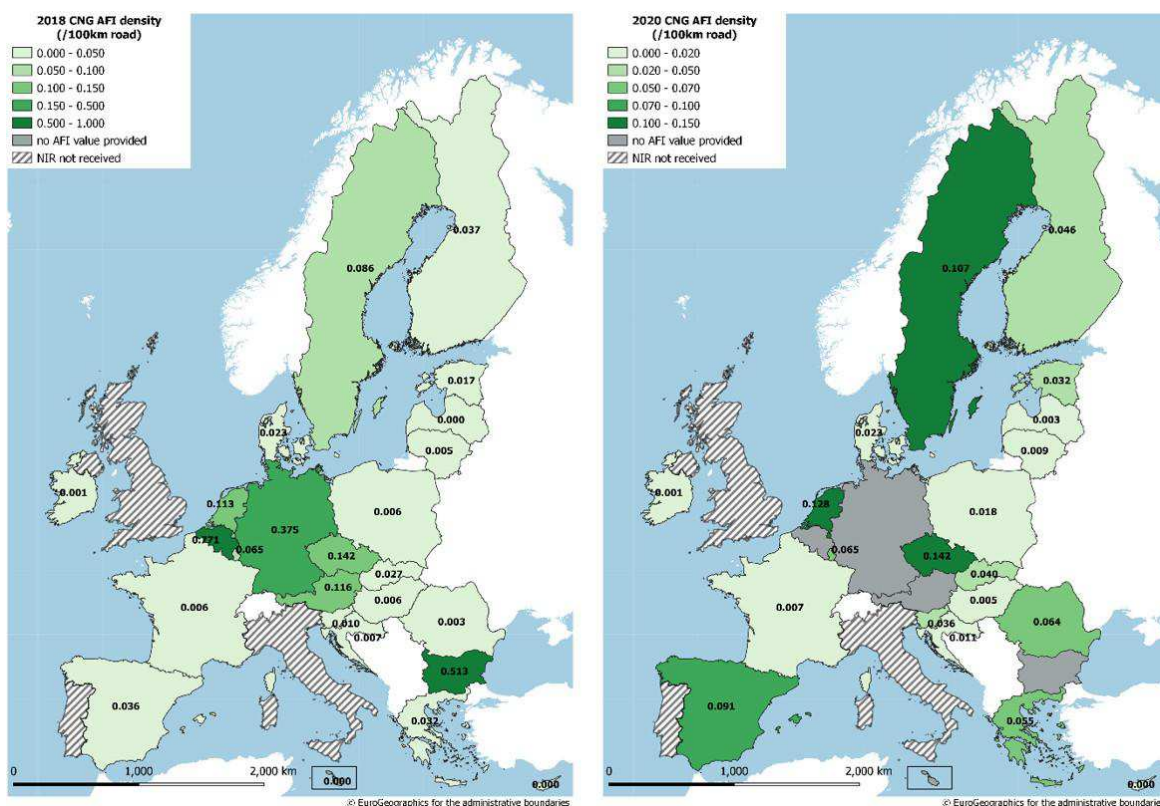 2018 CNG AFI density
(/100km road)
0.000 - 0.050
0.050 - 0.100
0.100 - 0.150
0.150 - 0.500
0.500 - 1.000
no AFI value provided
NIR not received
0.037
0.086
0.017
0.000
0.023
0.005
0.001
0.113
0.006
0.375
0.771
0.065
0.142
0.027
0.116
0.006
0.006
0.010
0.003
0.007
0.513
0.036
0.032
0 1,000 2,000 km
0.000
0.000
© EuroGeographics for the administrative boundaries
2020 CNG AFI density
(/100km road)
0.000 - 0.020
0.020 - 0.050
0.050 - 0.070
0.070 - 0.100
0.100 - 0.150
no AFI value provided
NIR not received
0.046
0.107
0.032
0.003
0.023
0.009
0.001
0.128
0.018
0.065
0.142
0.040
0.007
0.005
0.036
0.064
0.011
0.091
0.055
0 1,000 2,000 km
0.000
© EuroGeographics for the administrative boundaries